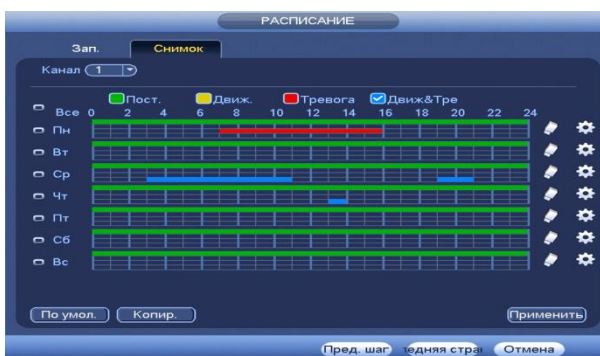 РАСПИСАНИЕ
Зап. Снимок
Канал 1
Пост. Движ. Тревога Движ&Тре
Все 0 2 4 6 8 10 12 14 16 18 20 22 24
Пн
Вт
Ср
Чт
Пт
Сб
Вс
По умол. Копир. Применить
Пред. шаг едняя стра Отмена